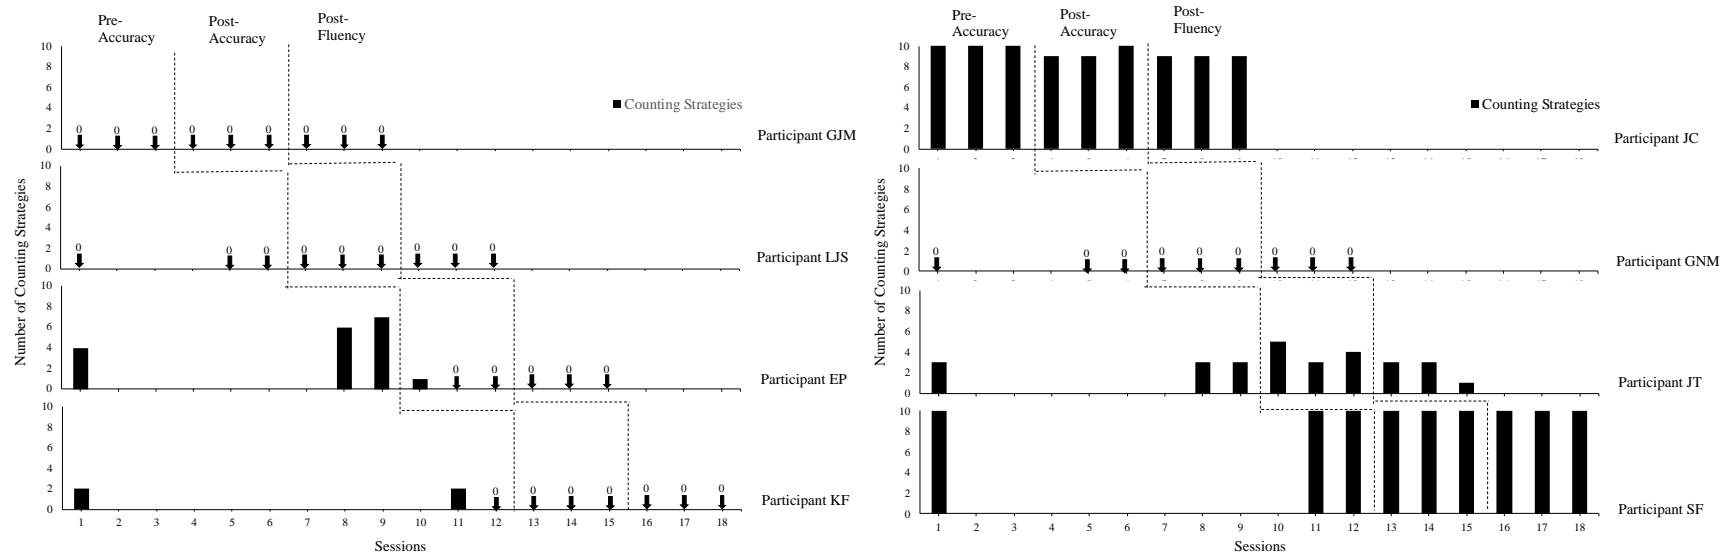 Pre-
Accuracy
Post-
Accuracy
Post-
Fluency
10
8
6
4
2
0
0 0 0 0 0 0 0 0 0
Counting Strategies
Participant GJM
10
8
6
4
2
0
0 0 0 0 0 0 0 0 0
Participant LJS
10
8
6
4
2
0
0 0 0 0 0
Participant EP
10
8
6
4
2
0
0 0 0 0 0 0 0
Participant KF
1 2 3 4 5 6 7 8 9 10 11 12 13 14 15 16 17 18
Sessions
Number of Counting Strategies
Pre-
Accuracy
Post-
Accuracy
Post-
Fluency
10
8
6
4
2
0
Counting Strategies
Participant JC
10
8
6
4
2
0
0 0 0 0 0 0 0 0 0
Participant GNM
10
8
6
4
2
0
Participant JT
10
8
6
4
2
0
Participant SF
1 2 3 4 5 6 7 8 9 10 11 12 13 14 15 16 17 18
Sessions
Number of Counting Strategies